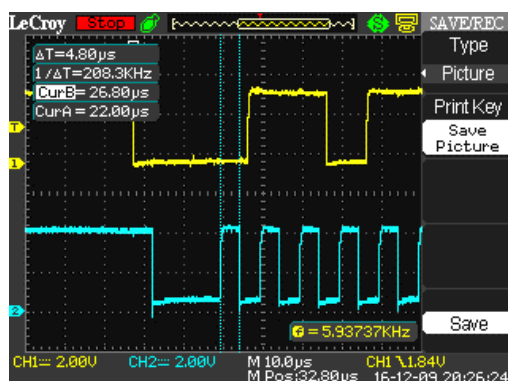 LeCroy Stop SAVE/REC
Type
Picture
Print Key
Save
Picture
Save
ΔT=4.80µs
1/ΔT=208.3KHz
CurB= 26.80µs
CurA = 22.00µs
T
1
2
f = 5.93737KHz
CH1 2.00V CH2 2.00V M 10.0µs CH1 1.84V
M Pos:32.80µs 16-12-09 20:26:24